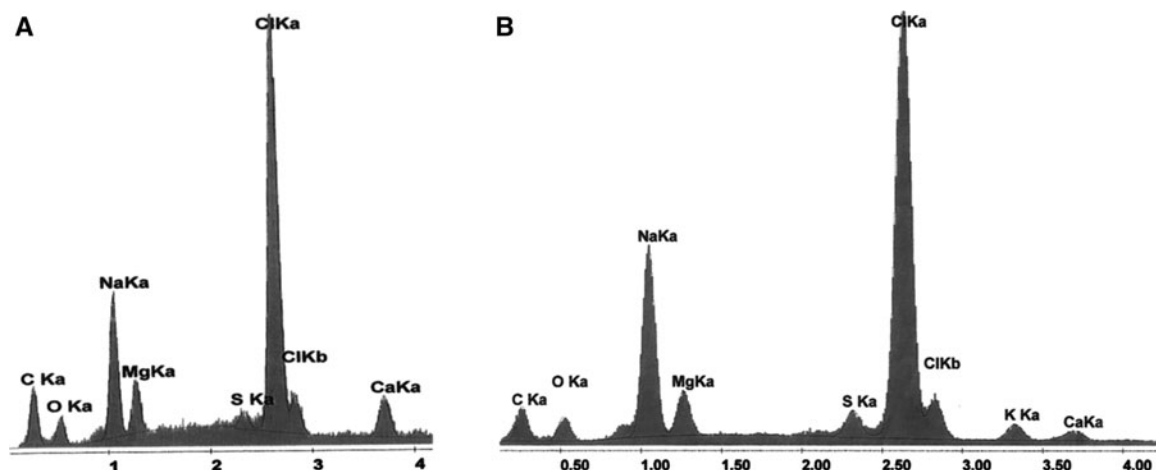 A
ClKa
NaKa
C Ka
O Ka
MgKa
S Ka
ClKb
CaKa
1 2 3 4
B
ClKa
NaKa
C Ka
O Ka
MgKa
S Ka
ClKb
K Ka
CaKa
0.50 1.00 1.50 2.00 2.50 3.00 3.50 4.00